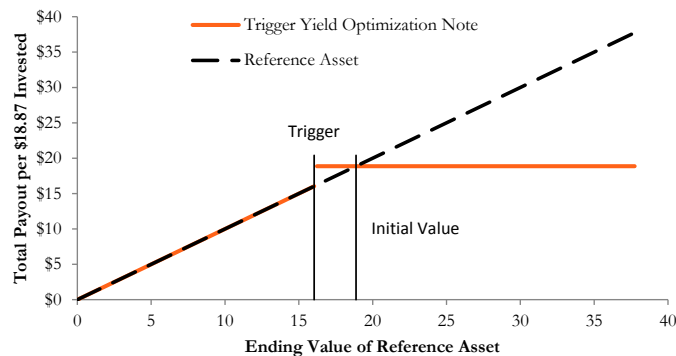 Total Payout per $18.87 Invested
$40
$35
$30
$25
$20
$15
$10
$5
$0
Trigger Yield Optimization Note
Reference Asset
Trigger
Initial Value
0 5 10 15 20 25 30 35 40
Ending Value of Reference Asset